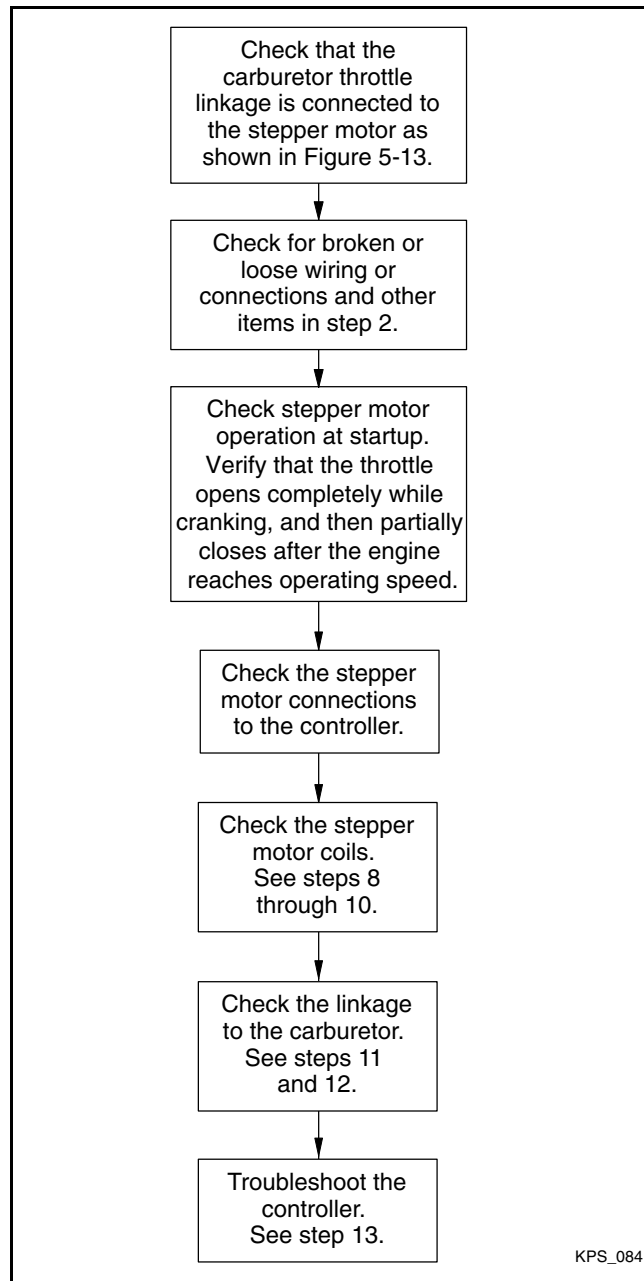 Check that the
carburetor throttle
linkage is connected to
the stepper motor as
shown in Figure 5-13.
Check for broken or
loose wiring or
connections and other
items in step 2.
Check stepper motor
operation at startup.
Verify that the throttle
opens completely while
cranking, and then partially
closes after the engine
reaches operating speed.
Check the stepper
motor connections
to the controller.
Check the stepper
motor coils.
See steps 8
through 10.
Check the linkage
to the carburetor.
See steps 11
and 12.
Troubleshoot the
controller.
See step 13.
KPS_084